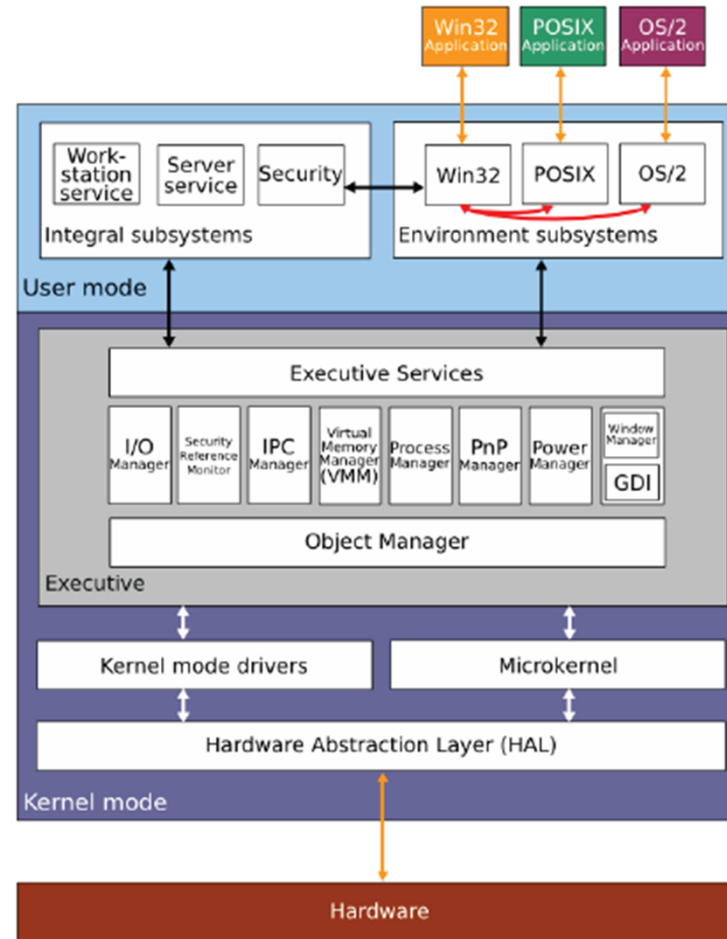 Win32
Application
POSIX
Application
OS/2
Application
Work-
station
service
Server
service
Security
Integral subsystems
Win32
POSIX
OS/2
Environment subsystems
User mode
Executive Services
I/O
Manager
Security
Reference
Monitor
IPC
Manager
Virtual
Memory
Manager
(VMM)
Process
Manager
PnP
Manager
Power
Manager
Window
Manager
GDI
Object Manager
Executive
Kernel mode drivers
Microkernel
Hardware Abstraction Layer (HAL)
Kernel mode
Hardware